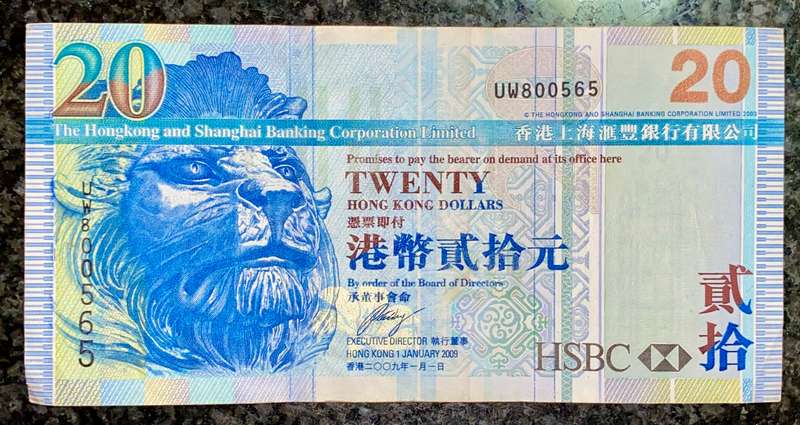 20
UW800565
20
© THE HONGKONG AND SHANGHAI BANKING CORPORATION LIMITED 2003
The Hongkong and Shanghai Banking Corporation Limited
香港上海滙豐銀行有限公司
Promises to pay the bearer on demand at its office here
TWENTY
HONG KONG DOLLARS
憑票即付
港幣貳拾元
By order of the Board of Directors
承董事會命
EXECUTIVE DIRECTOR 執行董事
HONG KONG 1 JANUARY 2009
香港二〇〇九年一月一日
HSBC
貳拾
UW800565